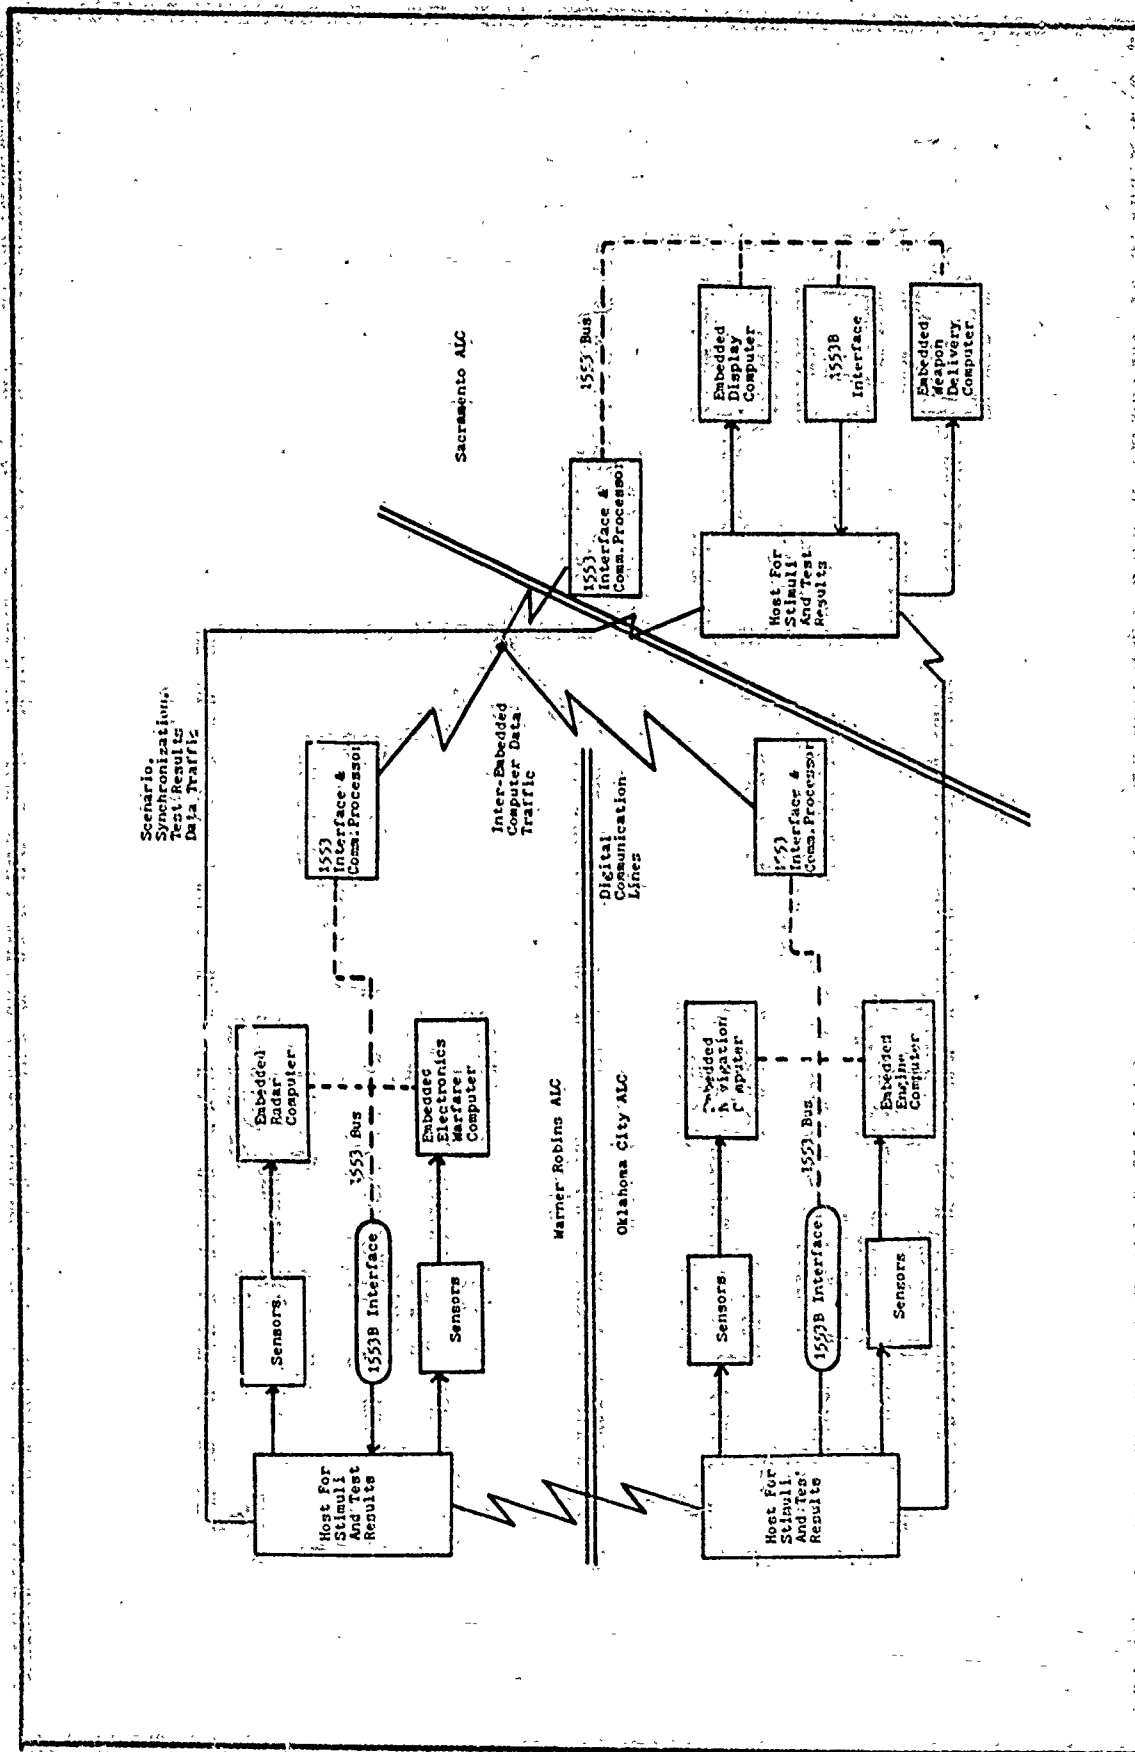 Scenario,
Synchronization,
Test Results
Data Traffic
Sacramento ALC
Embedded
Radar
Computer
1553
Interface &
Comm.Processor
Sensors
1553 Bus
1553B Interface
Host For
Stimuli
And Test
Results
Embedded
Electronics
Warfare
Computer
Sensors
Inter-Embedded
Computer Data
Traffic
1553
Interface &
Comm.Processor
1553 Bus
Warner Robins ALC
Oklahoma City ALC
Digital
Communication
Lines
Embedded
Computer
Sensors
1553
Interface &
Comm.Processor
1553 Bus
1553B Interface
Host For
Stimuli
And Test
Results
Embedded
Engine
Computer
Sensors
Host For
Stimuli
And Test
Results
Embedded
Display
Computer
1553B
Interface
Embedded
Weapon
Delivery
Computer